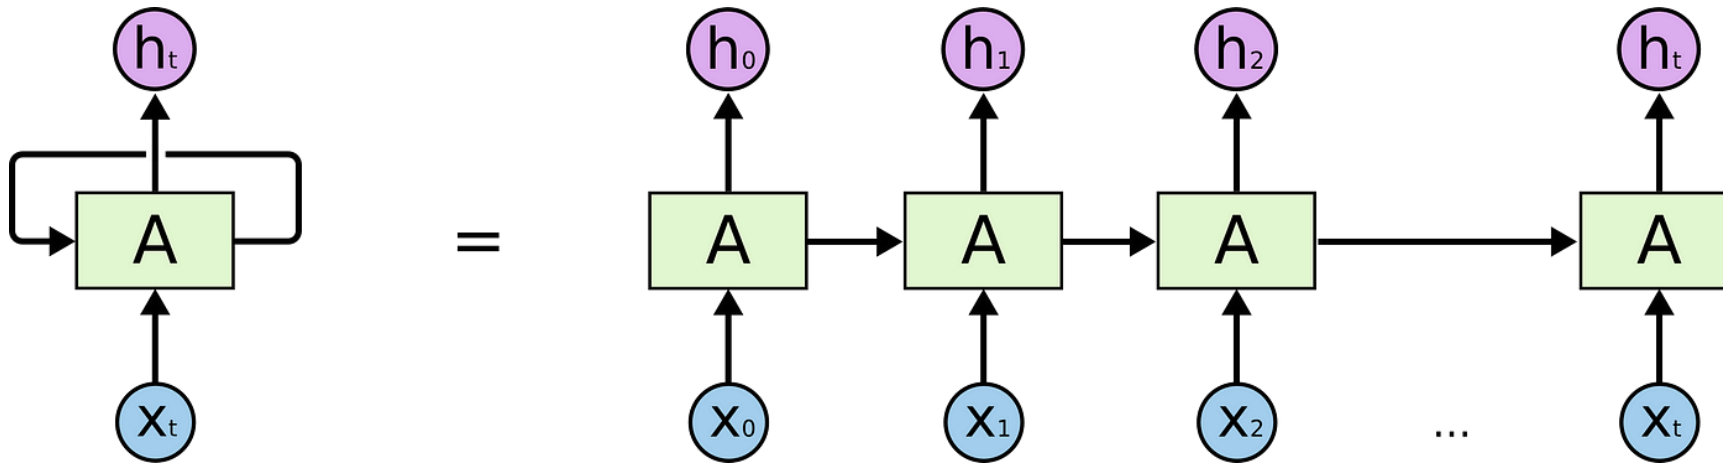 hₜ h₀ h₁ h₂ hₜ
A = A A A A
xₜ x₀ x₁ x₂ ... xₜ